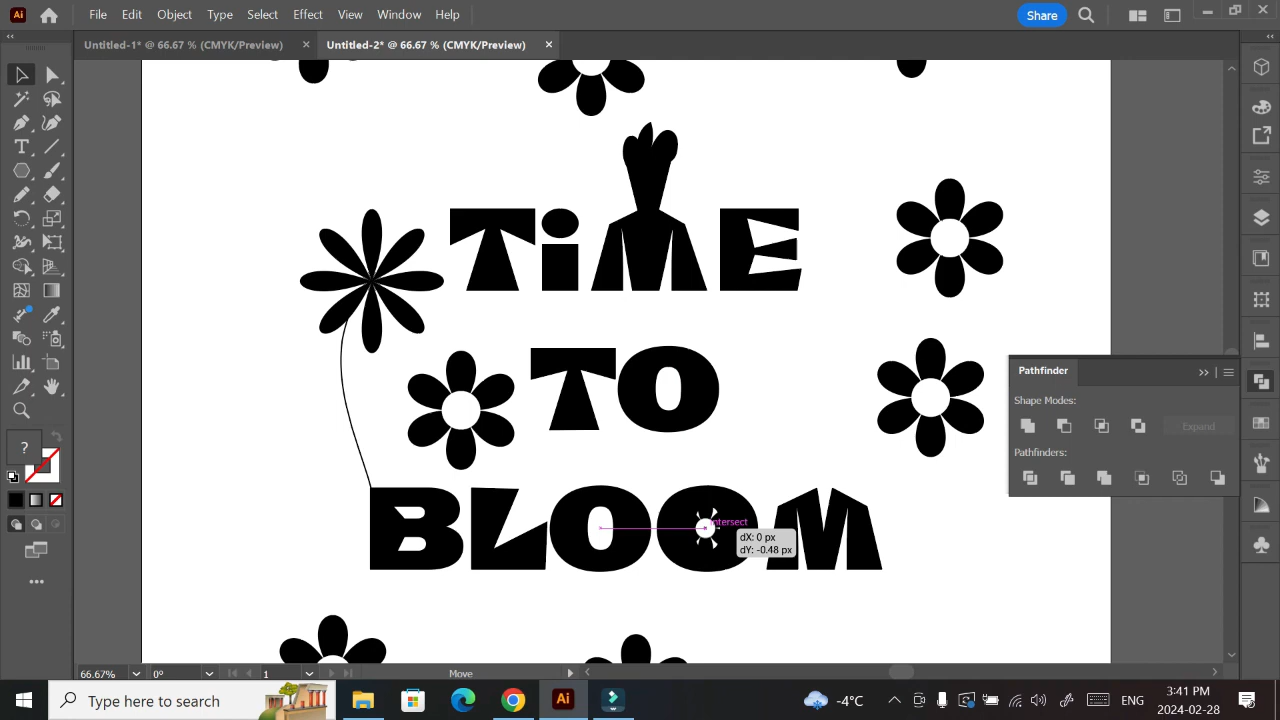 Ai File Edit Object Type Select Effect View Window Help Share
Untitled-1* @ 66.67 % (CMYK/Preview) × Untitled-2* @ 66.67 % (CMYK/Preview) ×
TiME
TO
BLOOM
intersect
dX: 0 px
dY: -0.48 px
Pathfinder
Shape Modes:
Expand
Pathfinders:
?
66.67% 0° 1 Move
Type here to search
Ai
-4°C
ENG
3:41 PM
2024-02-28